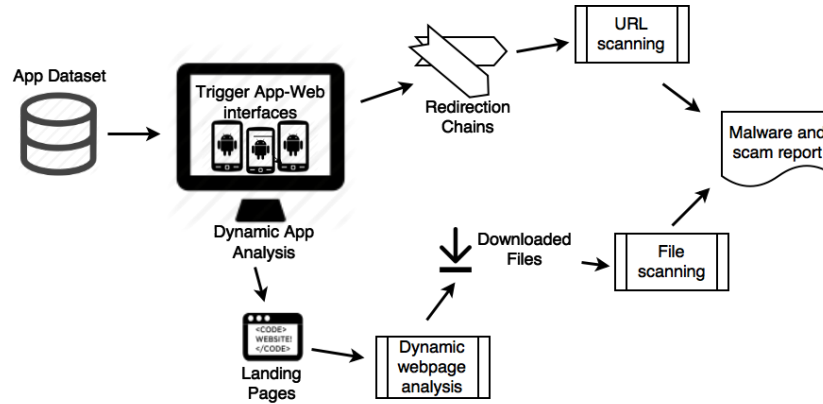 App Dataset
Trigger App-Web
interfaces
Dynamic App
Analysis
Redirection
Chains
URL
scanning
Malware and
scam report
Downloaded
Files
File
scanning
<CODE>
WEBSITE!
</CODE>
Landing
Pages
Dynamic
webpage
analysis